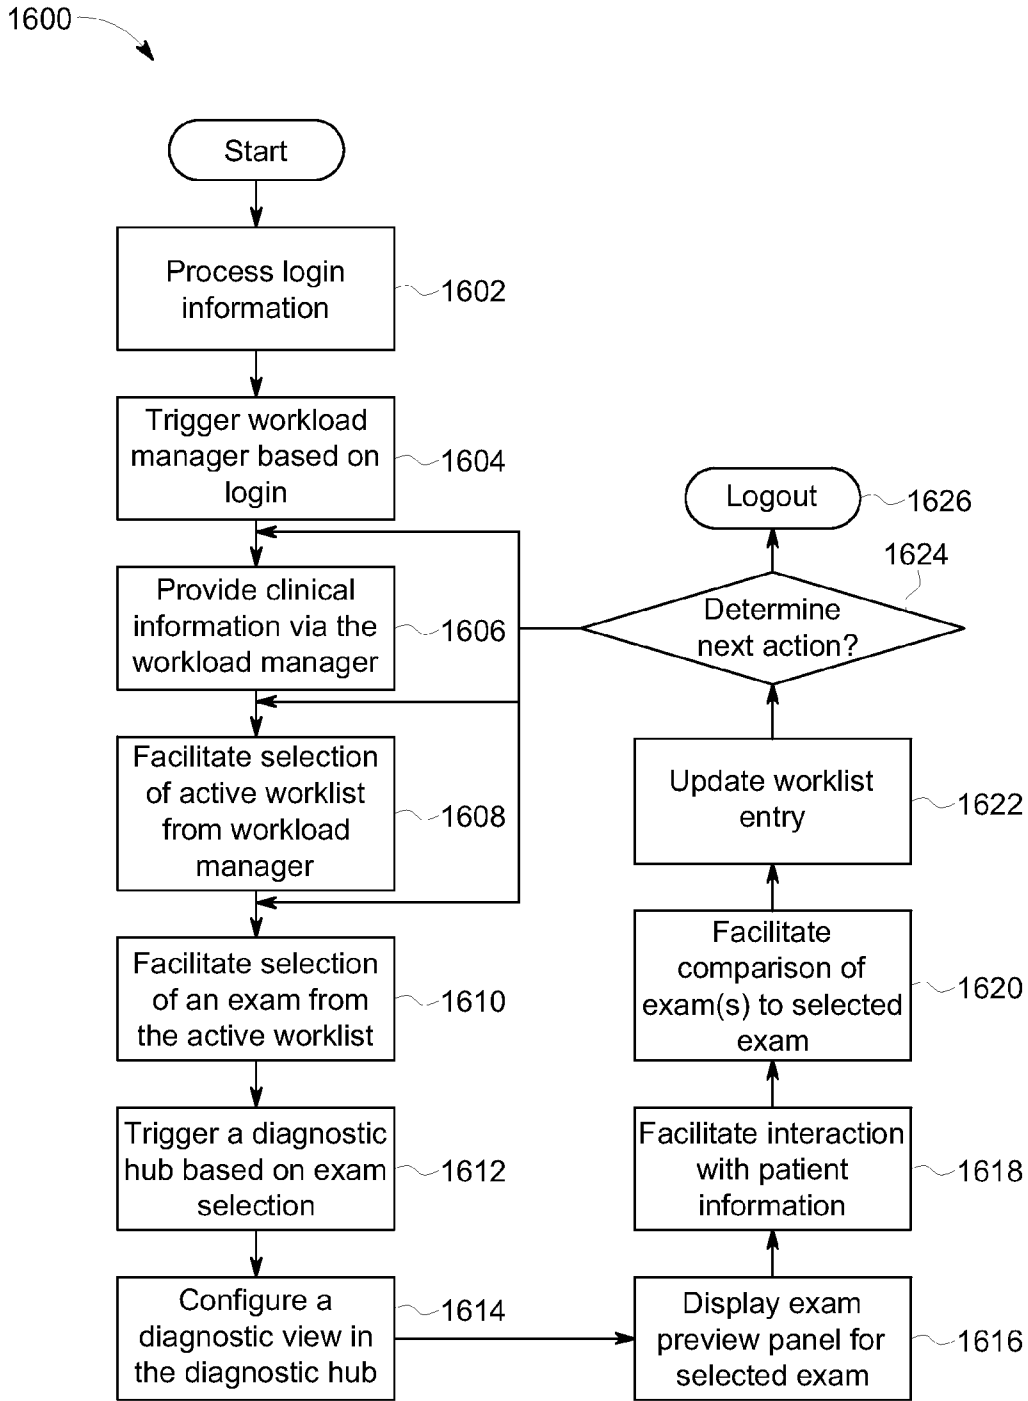 1600
Start
Process login
information
1602
Trigger workload
manager based on
login
1604
Provide clinical
information via the
workload manager
1606
Facilitate selection
of active worklist
from workload
manager
1608
Facilitate selection
of an exam from
the active worklist
1610
Trigger a diagnostic
hub based on exam
selection
1612
Configure a
diagnostic view in
the diagnostic hub
1614
Display exam
preview panel for
selected exam
1616
Facilitate interaction
with patient
information
1618
Facilitate
comparison of
exam(s) to selected
exam
1620
Update worklist
entry
1622
Determine
next action?
1624
Logout
1626